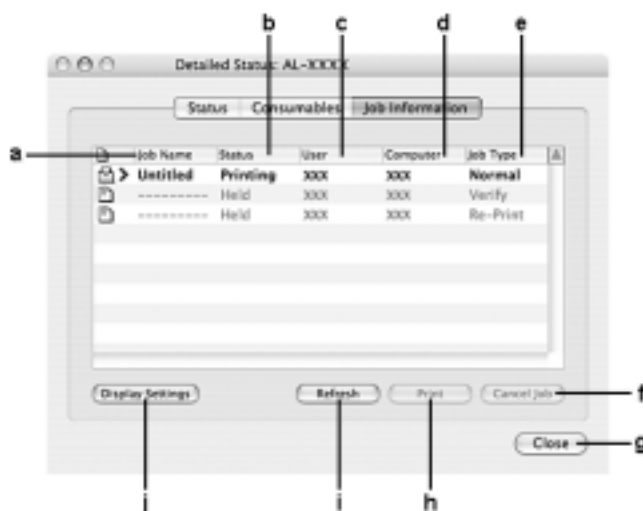 b c d e
Detailed Status: AL-XXXX
Status Consumables Job Information
a Job Name Status User Computer Job Type
Untitled Printing XXX XXX Normal
--------- Held XXX XXX Verify
--------- Held XXX XXX Re-Print
Display Settings Refresh Print Cancel Job f
Close g
j i h